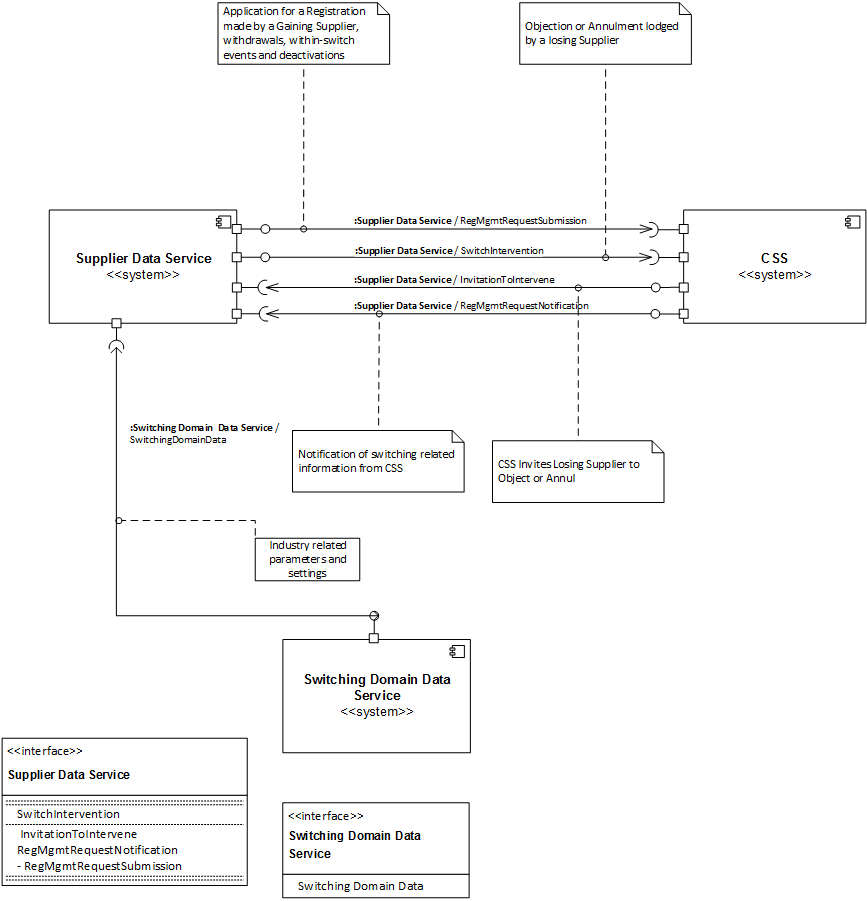 Application for a Registration
made by a Gaining Supplier,
withdrawals, within-switch
events and deactivations
Objection or Annulment lodged
by a losing Supplier
:Supplier Data Service / RegMgmtRequestSubmission
:Supplier Data Service / SwitchIntervention
:Supplier Data Service / InvitationToIntervene
:Supplier Data Service / RegMgmtRequestNotification
Supplier Data Service
<<system>>
CSS
<<system>>
:Switching Domain Data Service /
SwitchingDomainData
Notification of switching related
information from CSS
CSS Invites Losing Supplier to
Object or Annul
Industry related
parameters and
settings
Switching Domain Data
Service
<<system>>
<<interface>>
Supplier Data Service
SwitchIntervention
InvitationToIntervene
RegMgmtRequestNotification
- RegMgmtRequestSubmission
<<interface>>
Switching Domain Data
Service
Switching Domain Data